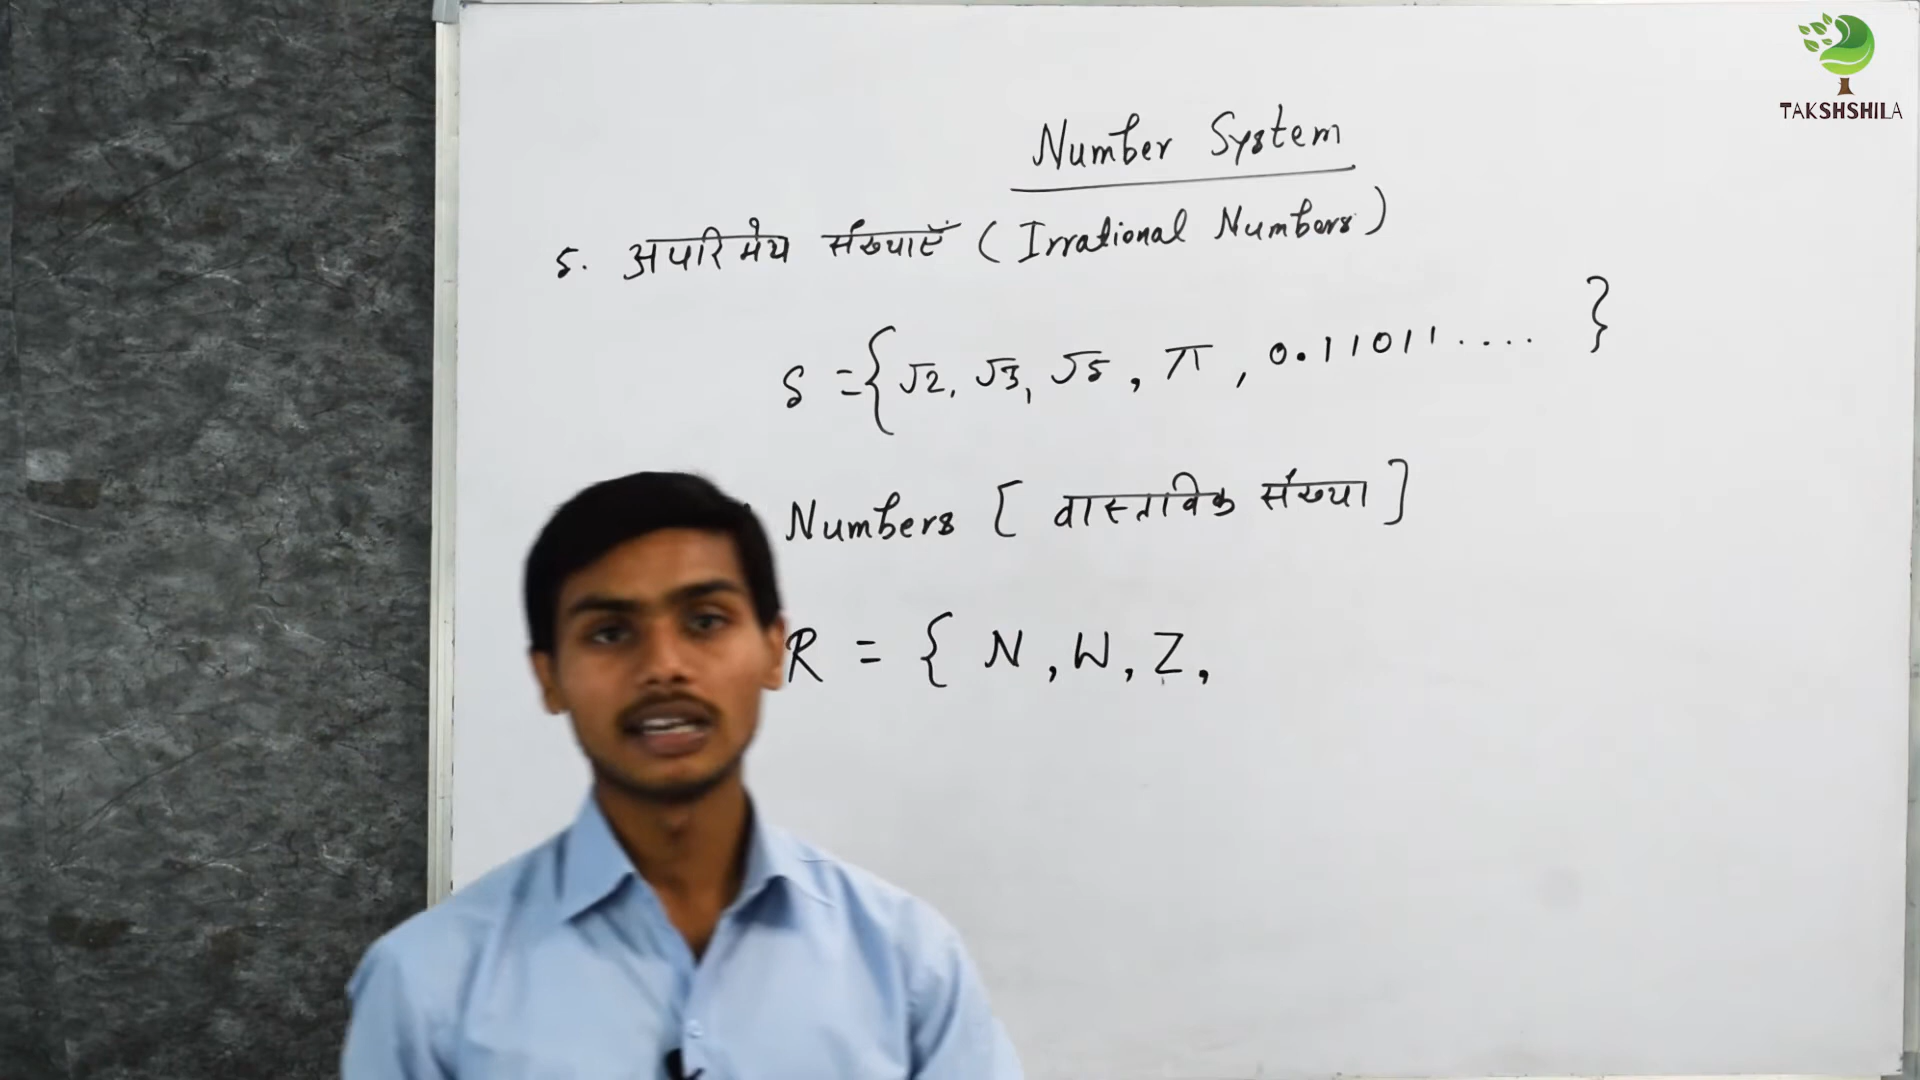 TAKSHSHILA
Number System
5. अपरिमेय संख्याएँ (Irrational Numbers)
S = {√2, √3, √5, π, 0.11011.... }
Numbers [वास्तविक संख्या]
R = { N, W, Z,